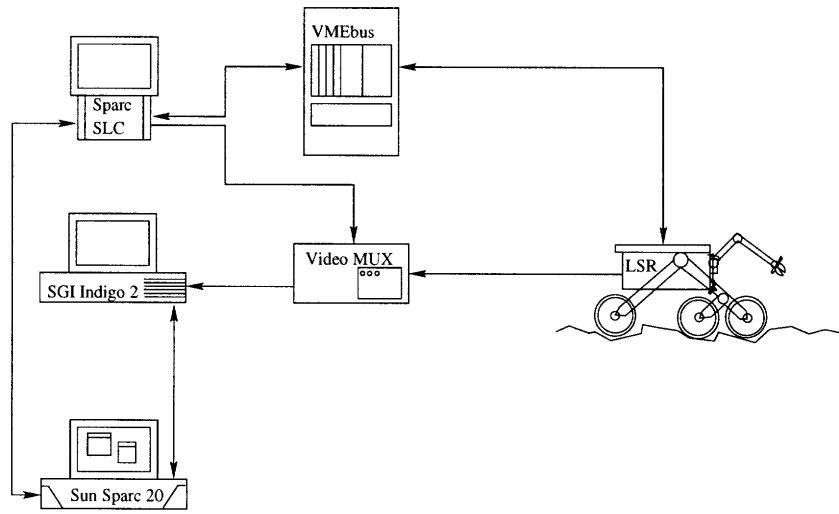 VMEbus
Sparc
SLC
Video MUX
LSR
SGI Indigo 2
Sun Sparc 20